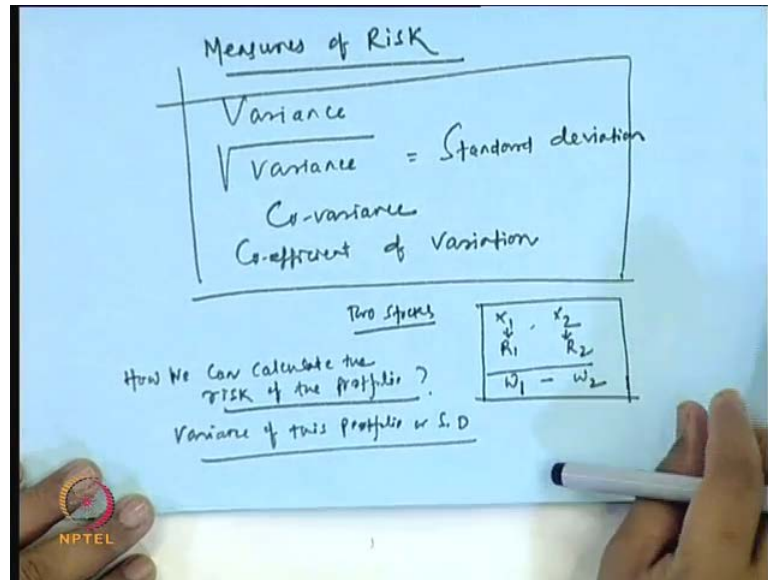 Measures of Risk
Variance
√variance = Standard deviation
Co-variance
Co-efficient of Variation
Two Stocks
x1 , x2
↓ ↓
R1 R2
w1 - w2
How we can calculate the
risk of the portfolio ?
Variance of this portfolio or S.D
NPTEL